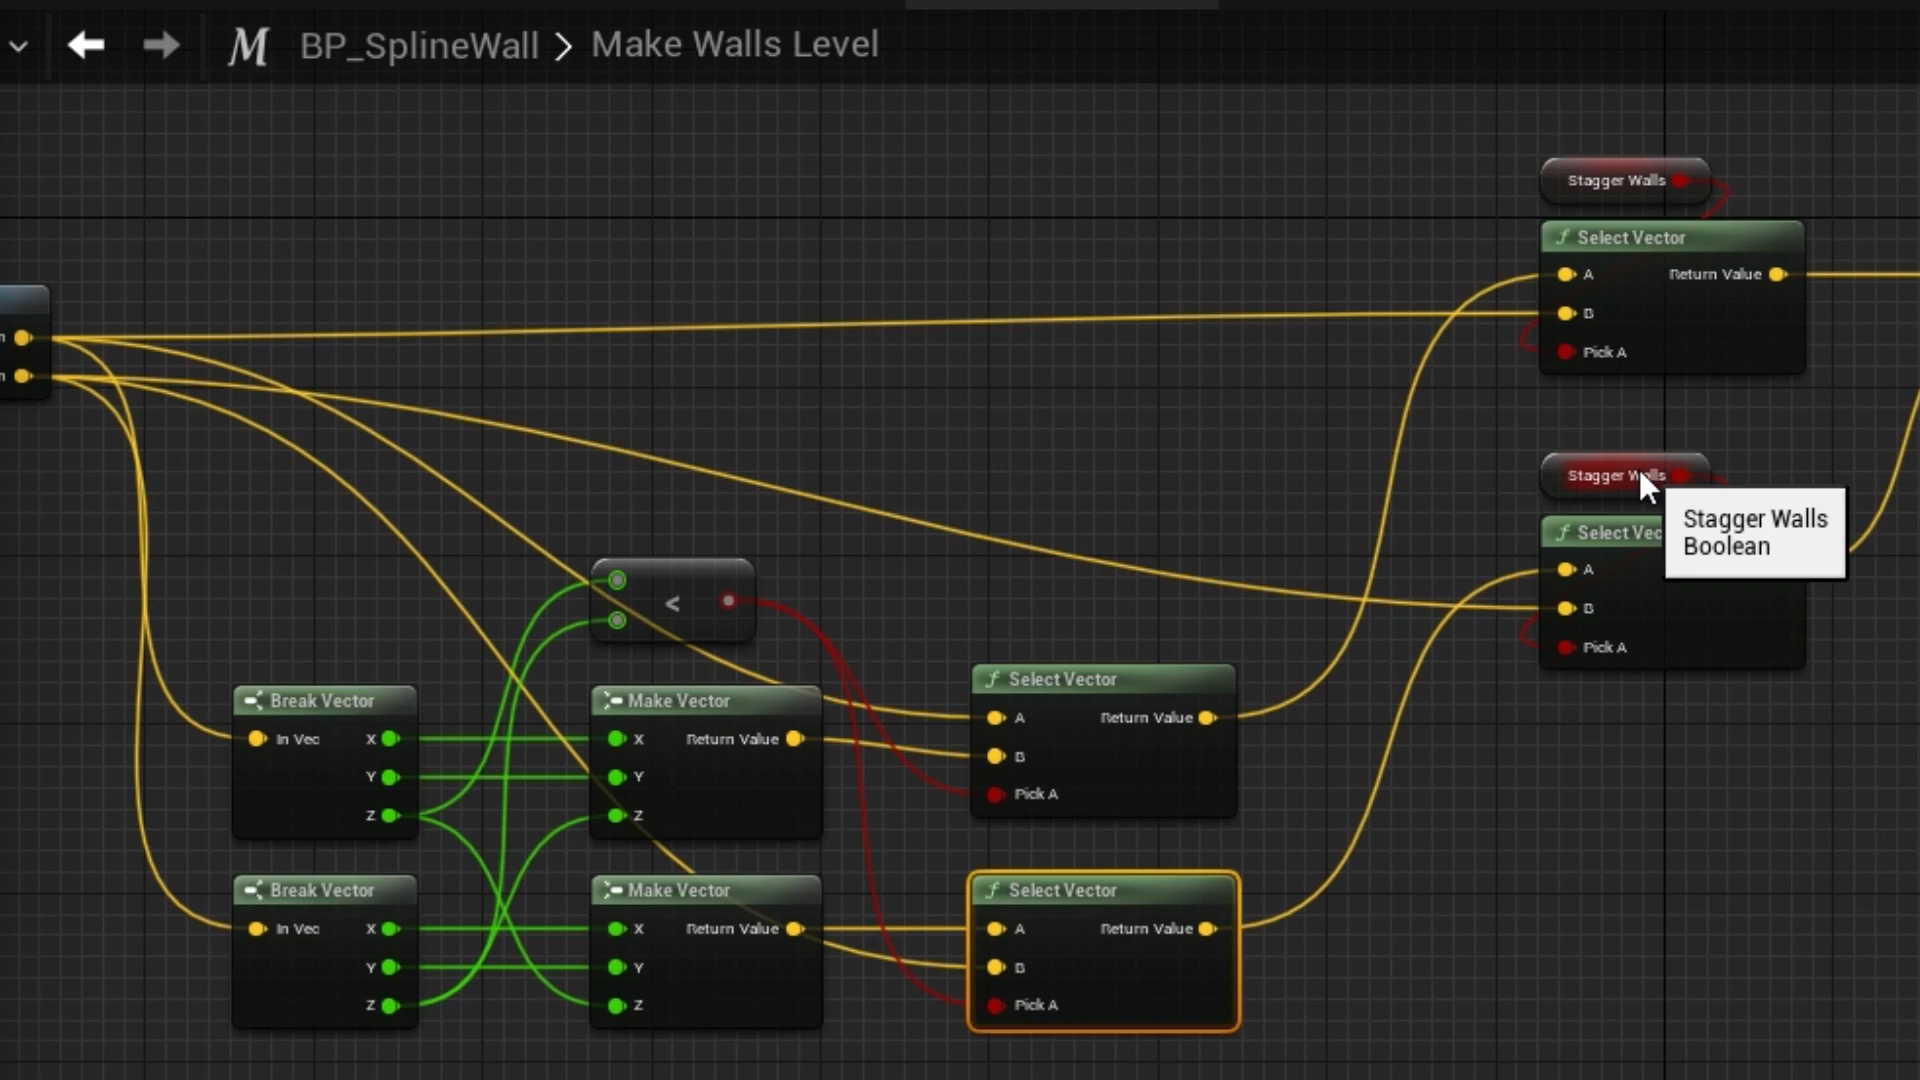 BP_SplineWall > Make Walls Level
Stagger Walls
f Select Vector
A Return Value
B
Pick A
n
n
Stagger Walls
Stagger Walls
Boolean
f Select Vec
A
B
Pick A
<
f Select Vector
A Return Value
B
Pick A
Break Vector
In Vec X
Y
Z
Make Vector
X Return Value
Y
Z
Break Vector
In Vec X
Y
Z
Make Vector
X Return Value
Y
Z
f Select Vector
A Return Value
B
Pick A